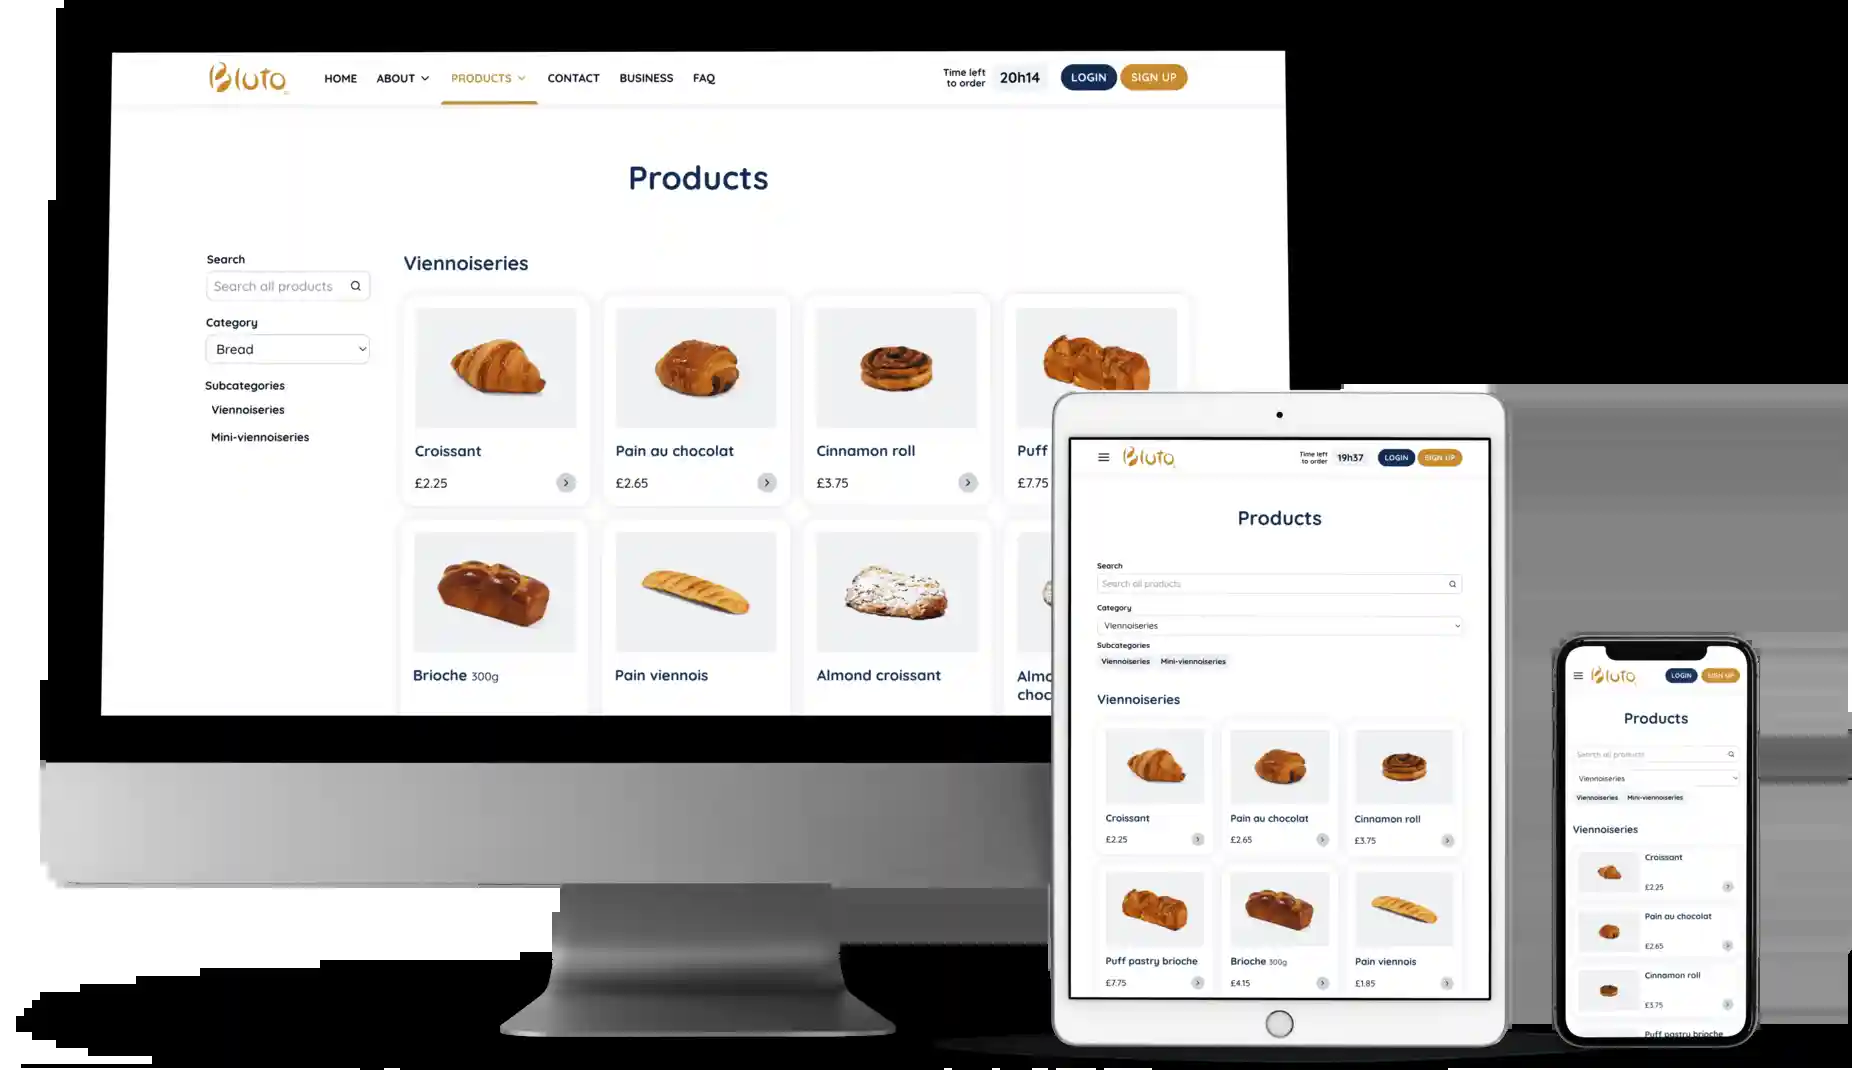 Bluto
HOME ABOUT PRODUCTS CONTACT BUSINESS FAQ
Time left
to order
20h14
LOGIN SIGN UP
Products
Search
Search all products
Category
Bread
Subcategories
Viennoiseries
Mini-viennoiseries
Viennoiseries
Croissant
£2.25
Pain au chocolat
£2.65
Cinnamon roll
£3.75
Puff
£7.75
Brioche 300g
Pain viennois
Almond croissant
Almo
choc
Bluto
Time left
to order
19h37
LOGIN SIGN UP
Products
Search
Search all products
Category
Viennoiseries
Subcategories
Viennoiseries Mini-viennoiseries
Viennoiseries
Croissant
£2.25
Pain au chocolat
£2.65
Cinnamon roll
£3.75
Puff pastry brioche
£7.75
Brioche 300g
£4.15
Pain viennois
£1.85
Bluto
LOGIN SIGN UP
Products
Search all products
Viennoiseries
Viennoiseries Mini-viennoiseries
Viennoiseries
Croissant
£2.25
Pain au chocolat
£2.65
Cinnamon roll
£3.75
Puff pastry brioche